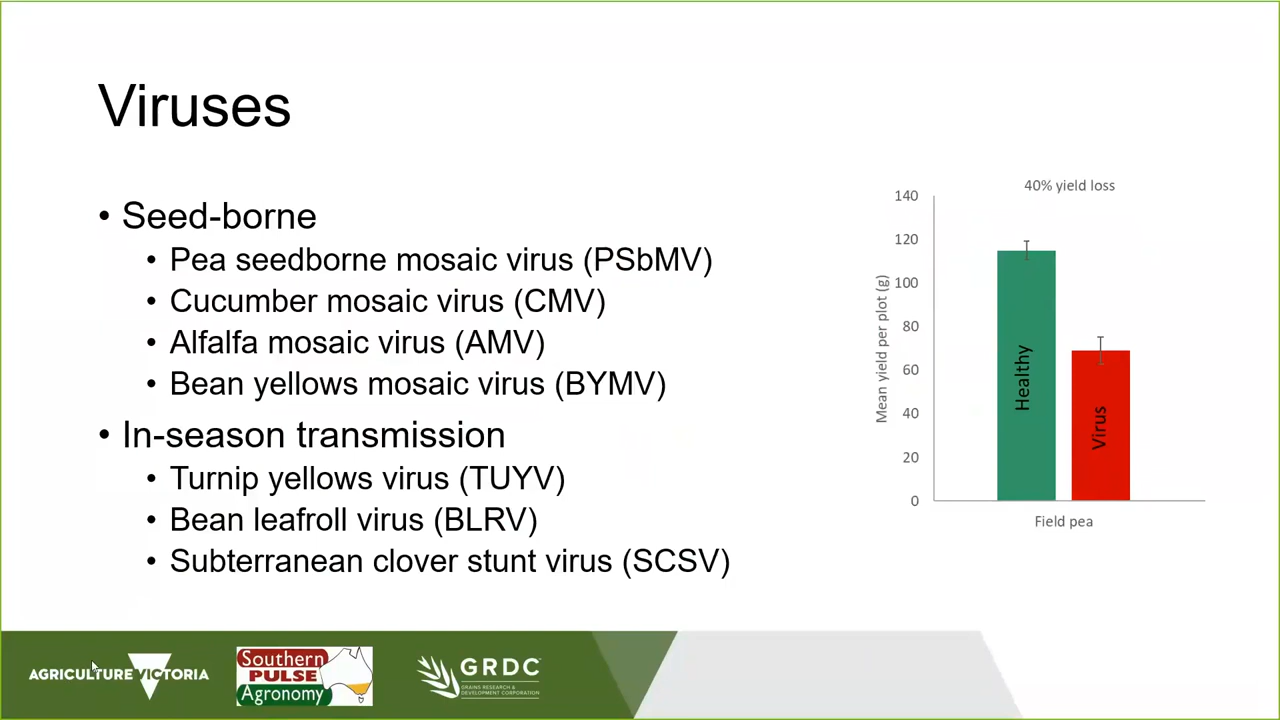 Viruses
• Seed-borne
• Pea seedborne mosaic virus (PSbMV)
• Cucumber mosaic virus (CMV)
• Alfalfa mosaic virus (AMV)
• Bean yellows mosaic virus (BYMV)
• In-season transmission
• Turnip yellows virus (TUYV)
• Bean leafroll virus (BLRV)
• Subterranean clover stunt virus (SCSV)
40% yield loss
Mean yield per plot (g)
140
120
100
80
60
40
20
0
Healthy
Virus
Field pea
AGRICULTURE VICTORIA
Southern
PULSE
Agronomy
GRDC
GRAINS RESEARCH &
DEVELOPMENT CORPORATION